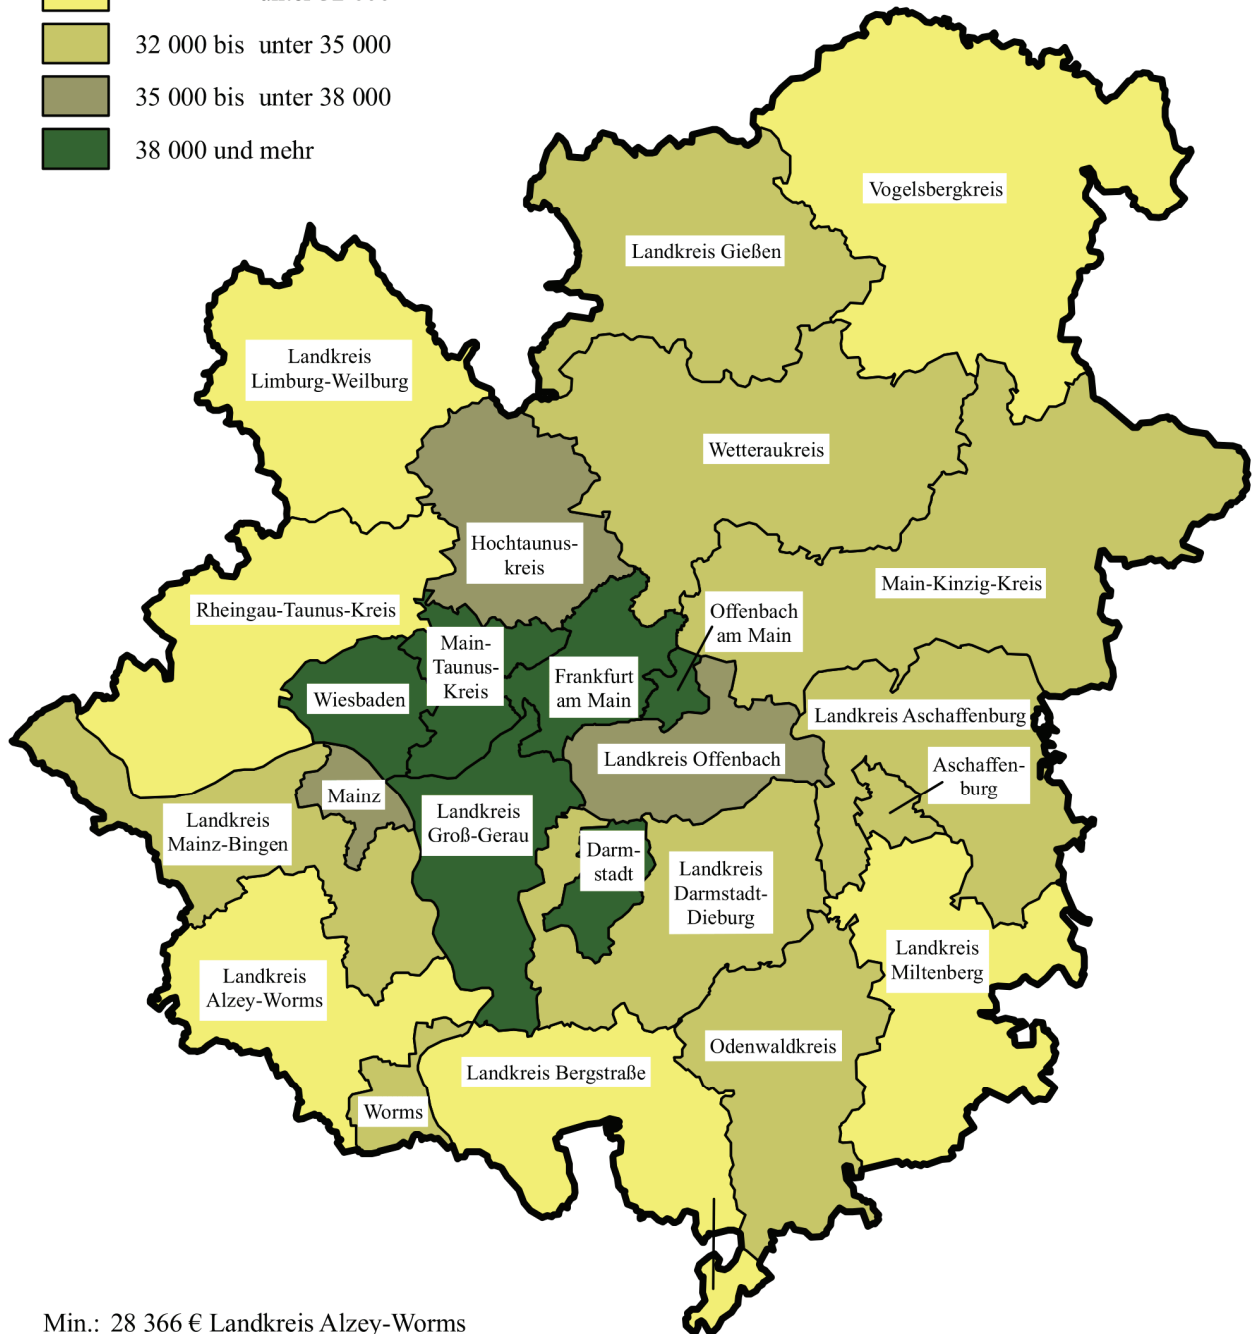 32 000 bis unter 35 000
35 000 bis unter 38 000
38 000 und mehr
Vogelsbergkreis
Landkreis Gießen
Landkreis
Limburg-Weilburg
Wetteraukreis
Hochtaunus-
kreis
Main-Kinzig-Kreis
Rheingau-Taunus-Kreis
Offenbach
am Main
Main-
Taunus-
Kreis
Frankfurt
am Main
Wiesbaden
Landkreis Aschaffenburg
Landkreis Offenbach
Aschaffen-
burg
Mainz
Landkreis
Groß-Gerau
Landkreis
Mainz-Bingen
Darm-
stadt
Landkreis
Darmstadt-
Dieburg
Landkreis
Miltenberg
Landkreis
Alzey-Worms
Odenwaldkreis
Landkreis Bergstraße
Worms
Min.: 28 366 € Landkreis Alzey-Worms